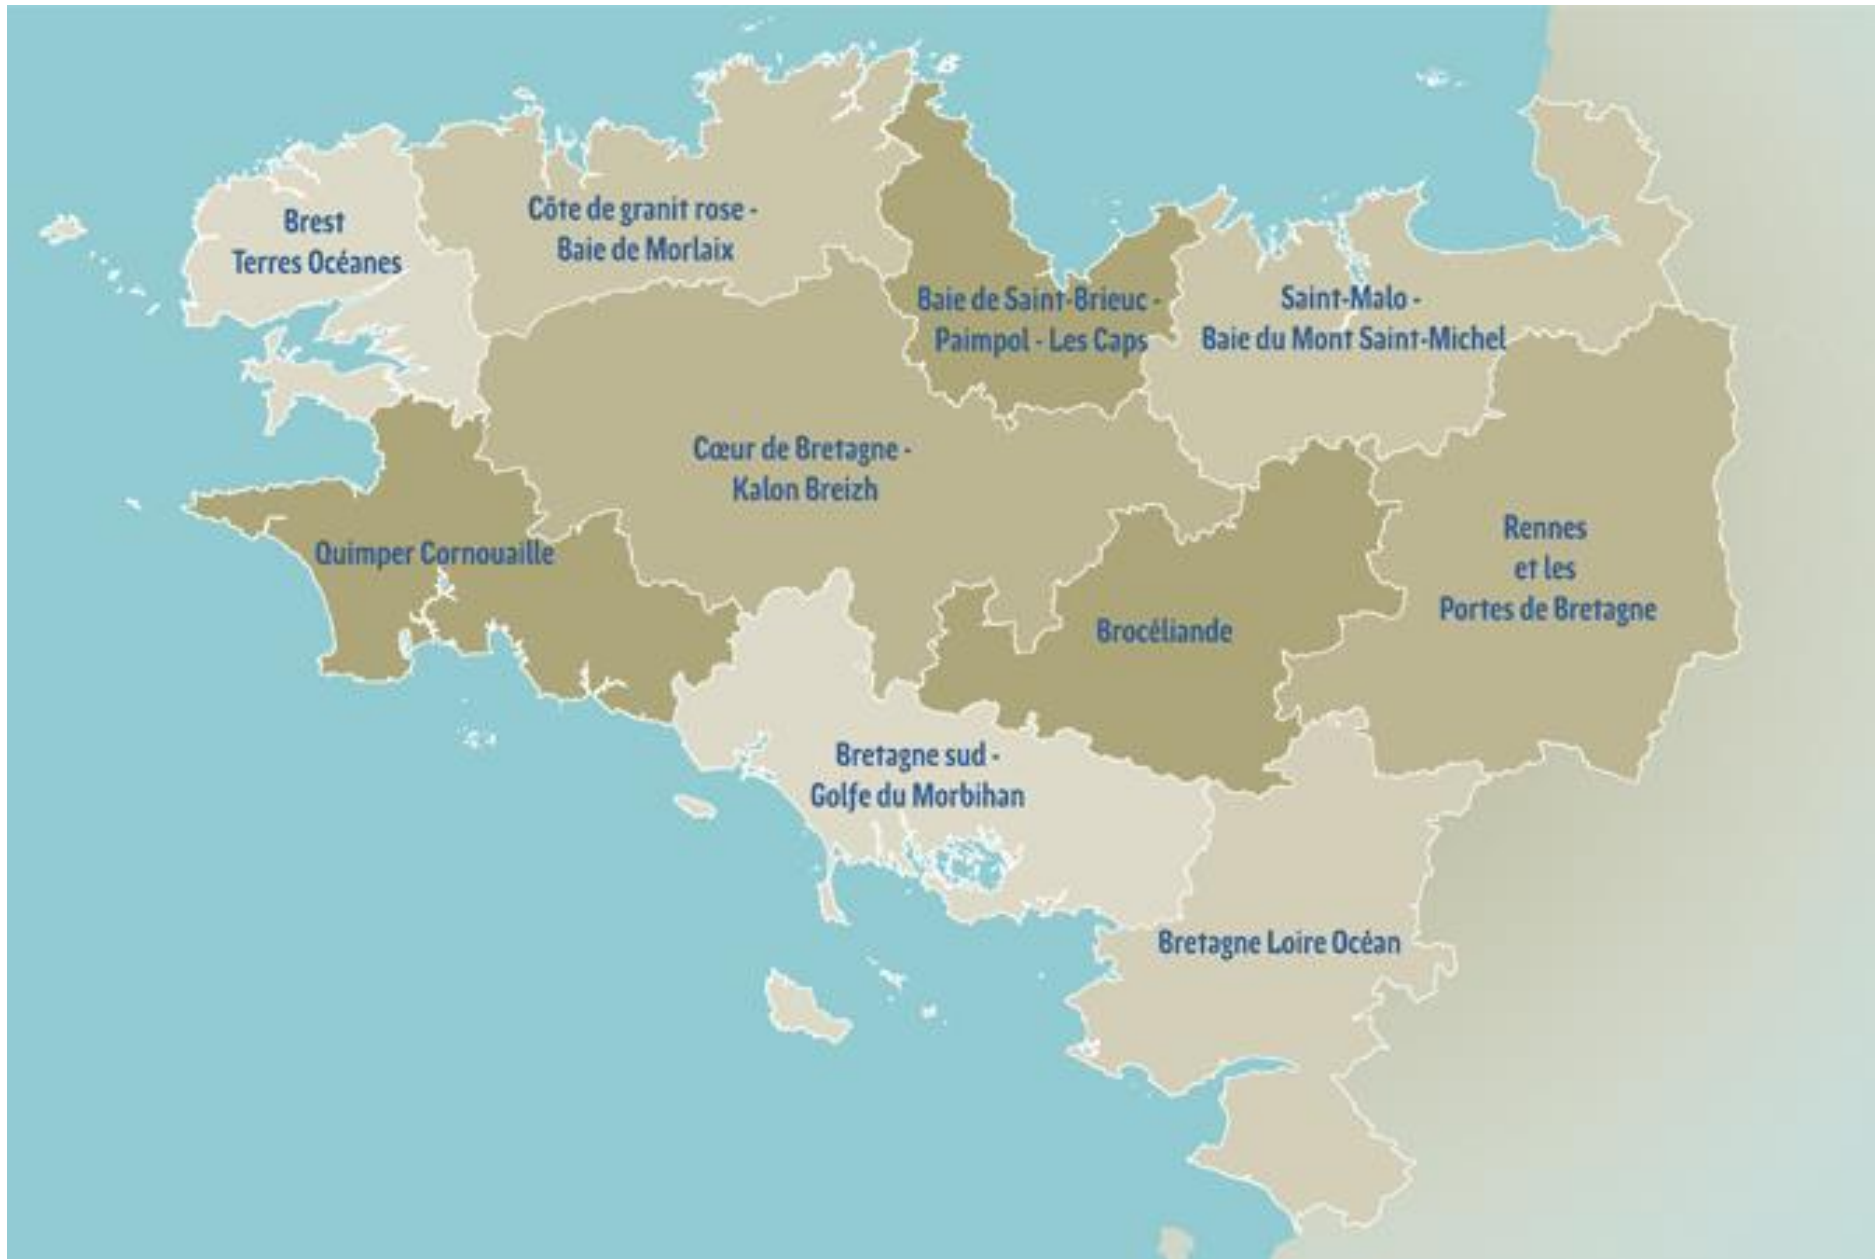 Brest
Terres Océanes
Côte de granit rose -
Baie de Morlaix
Baie de Saint-Brieuc -
Paimpol - Les Caps
Saint-Malo -
Baie du Mont Saint-Michel
Cœur de Bretagne -
Kalon Breizh
Quimper Cornouaille
Rennes
et les
Portes de Bretagne
Brocéliande
Bretagne sud -
Golfe du Morbihan
Bretagne Loire Océan